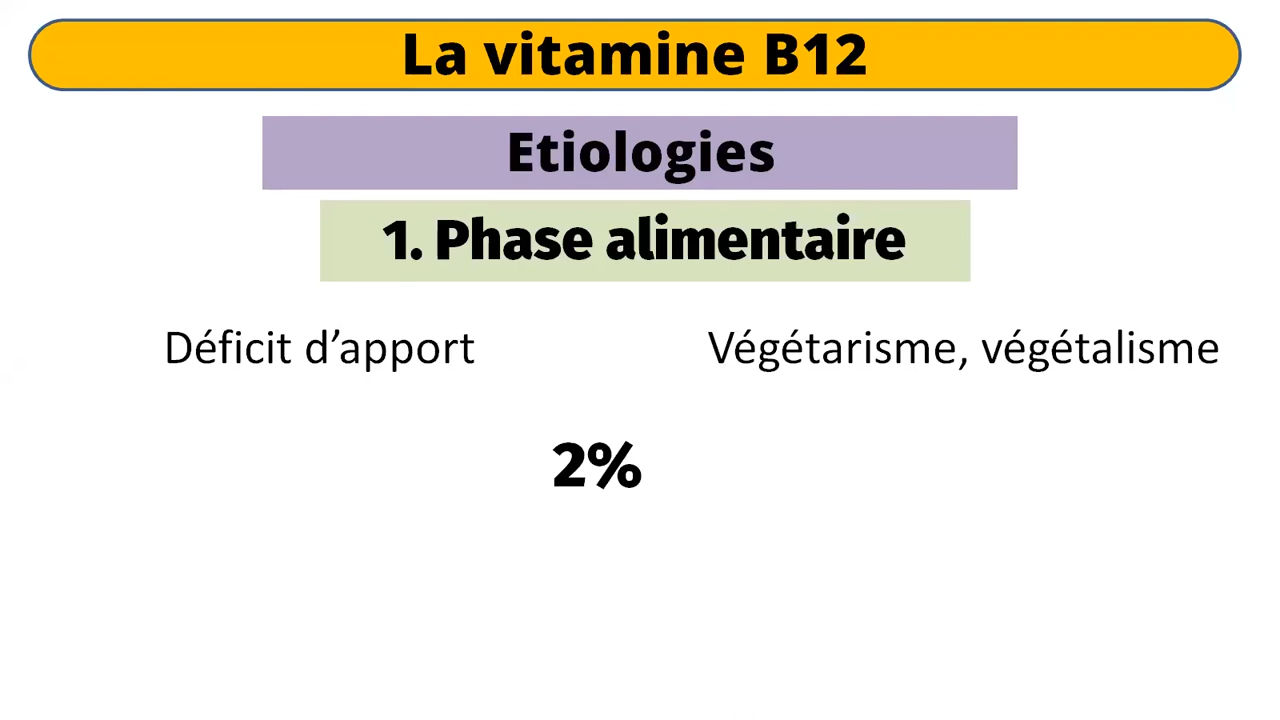 La vitamine B12
Etiologies
1. Phase alimentaire
Déficit d’apport
Végétarisme, végétalisme
2%